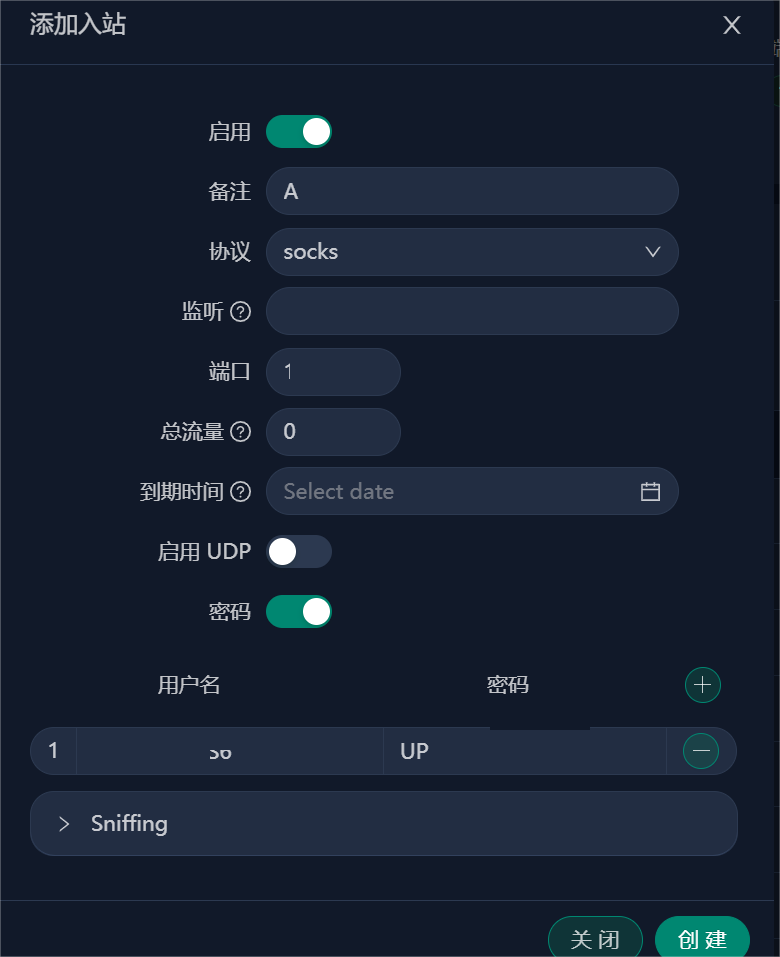 添加入站
启用
备注 A
协议 socks
监听
端口 1
总流量 0
到期时间 Select date
启用 UDP
密码
用户名 密码
1 UP
Sniffing
关闭 创建